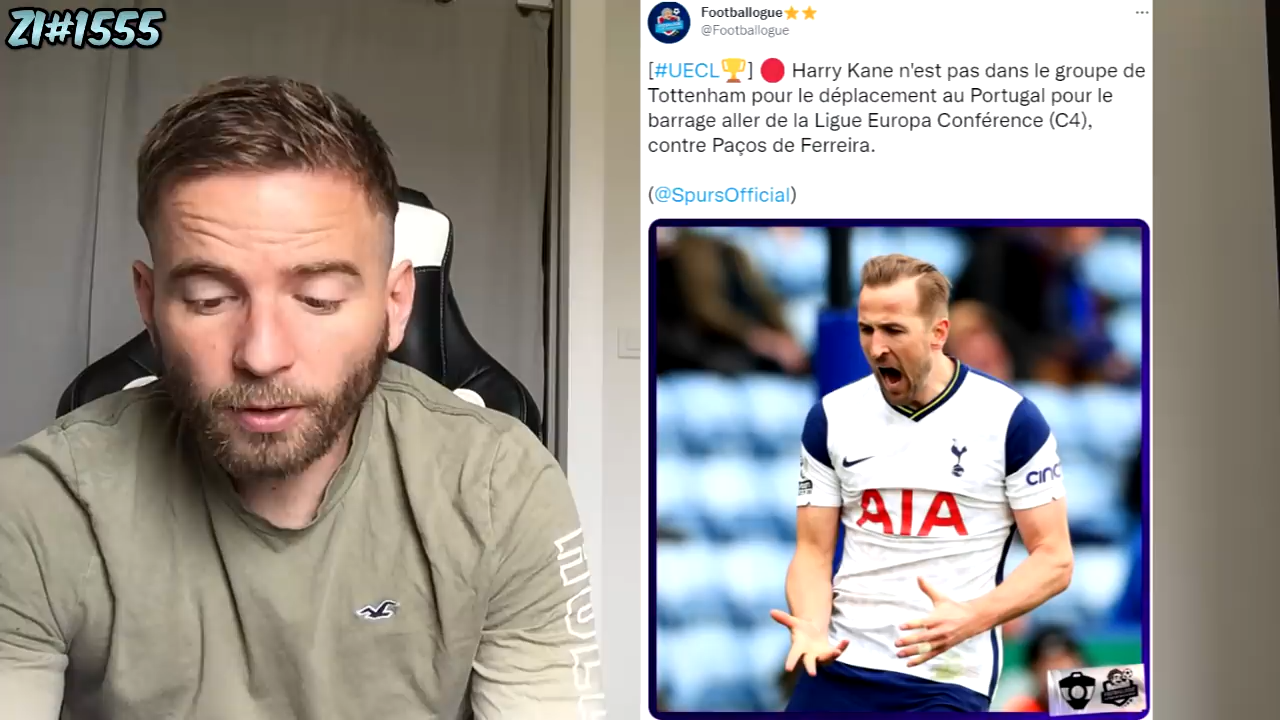 ZI#1555
Footballogue
@Footballogue
[#UECL🏆] 🔴 Harry Kane n'est pas dans le groupe de
Tottenham pour le déplacement au Portugal pour le
barrage aller de la Ligue Europa Conférence (C4),
contre Paços de Ferreira.
(@SpursOfficial)
AIA
cinc